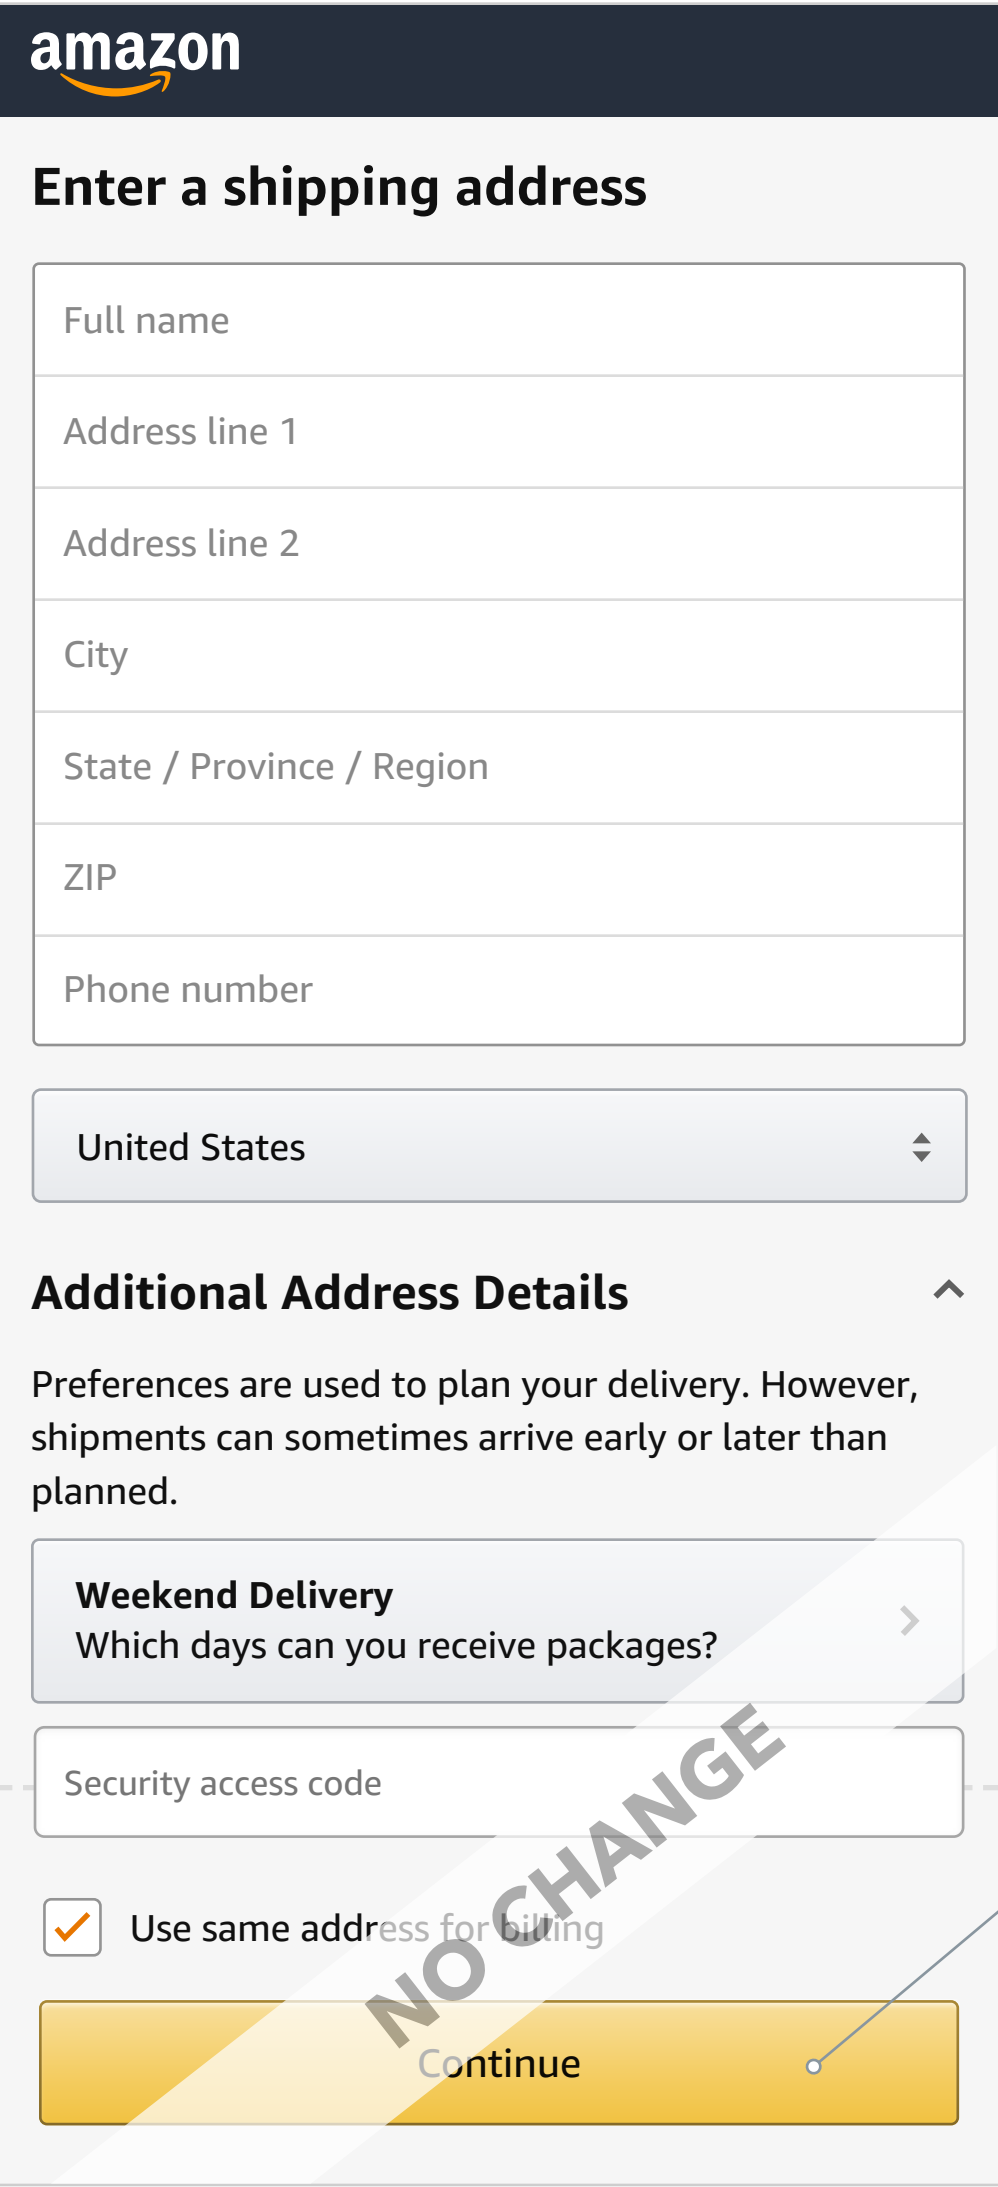 amazon
Enter a shipping address
Full name
Address line 1
Address line 2
City
State / Province / Region
ZIP
Phone number
United States
Additional Address Details
Preferences are used to plan your delivery. However,
shipments can sometimes arrive early or later than
planned.
Weekend Delivery
Which days can you receive packages?
Security access code
Use same address for billing
NO CHANGE
Continue